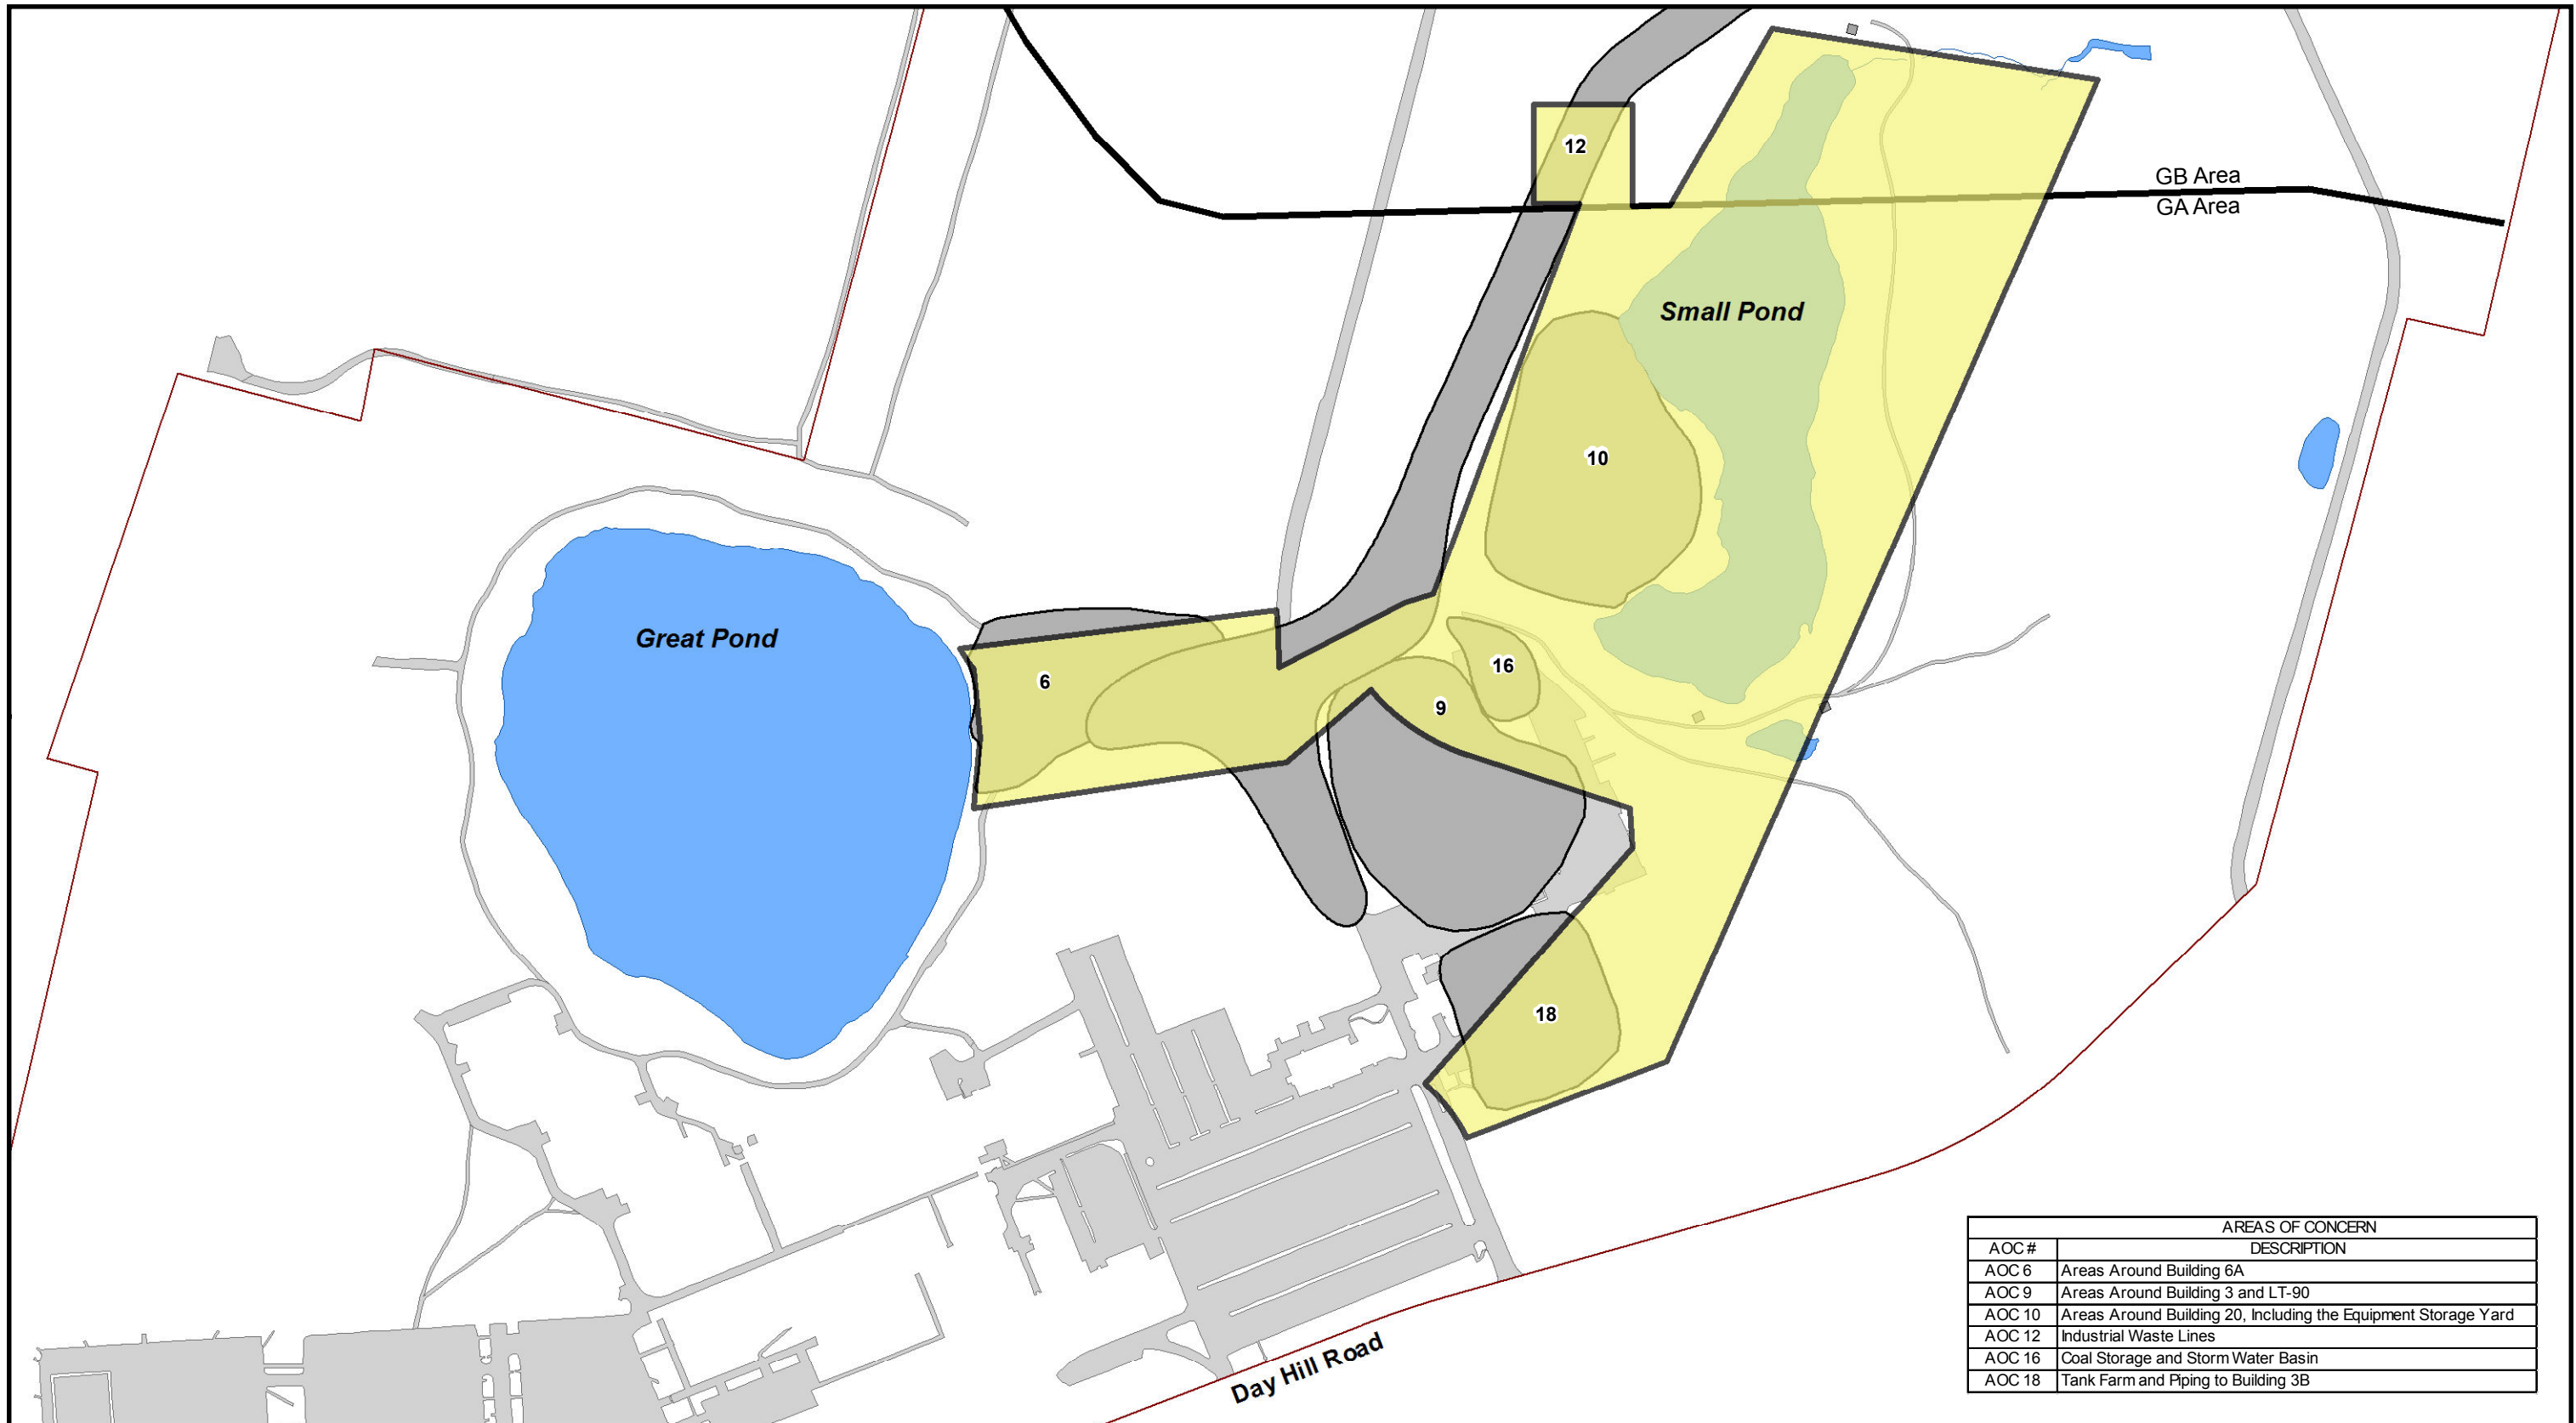 12
GB Area
GA Area
Small Pond
10
Great Pond
6
16
9
18
Day Hill Road
AREAS OF CONCERN
AOC # DESCRIPTION
AOC 6 Areas Around Building 6A
AOC 9 Areas Around Building 3 and LT-90
AOC 10 Areas Around Building 20, Including the Equipment Storage Yard
AOC 12 Industrial Waste Lines
AOC 16 Coal Storage and Storm Water Basin
AOC 18 Tank Farm and Piping to Building 3B